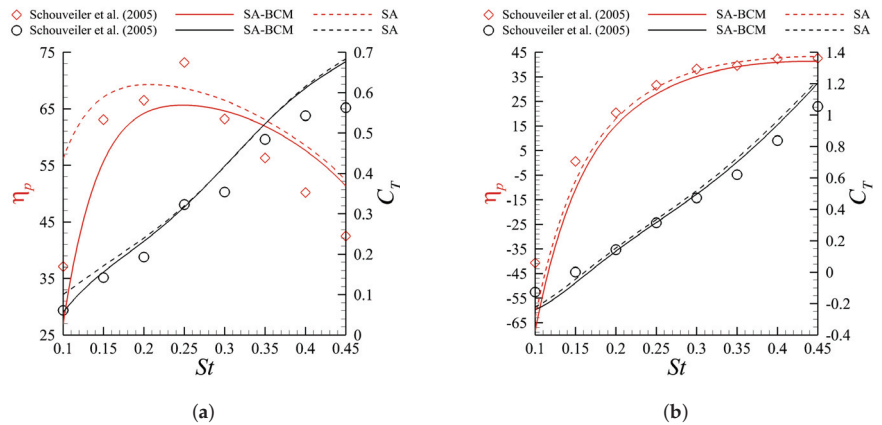 Schouveiler et al. (2005) SA-BCM SA
Schouveiler et al. (2005) SA-BCM SA
75 0.7
65 0.6
55 0.5
45 0.4
35 0.3
25 0.2
0.1
0
ηp
CT
0.1 0.15 0.2 0.25 0.3 0.35 0.4 0.45
St
(a)
Schouveiler et al. (2005) SA-BCM SA
Schouveiler et al. (2005) SA-BCM SA
45 1.4
35 1.2
25 1
15 0.8
5 0.6
-5 0.4
-15 0.2
-25 0
-35 -0.2
-45 -0.4
-55
-65
ηp
CT
0.1 0.15 0.2 0.25 0.3 0.35 0.4 0.45
St
(b)